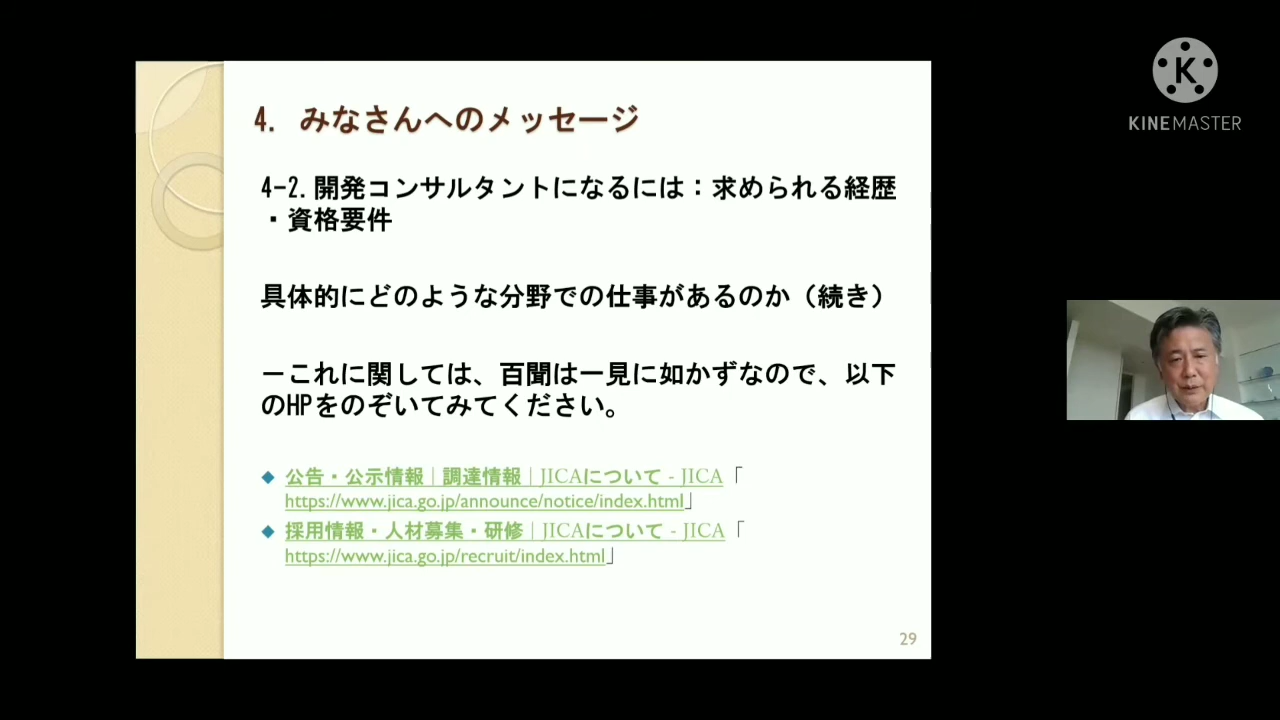 4. みなさんへのメッセージ
4-2.開発コンサルタントになるには：求められる経歴
・資格要件
具体的にどのような分野での仕事があるのか（続き）
－これに関しては、百聞は一見に如かずなので、以下
のHPをのぞいてみてください。
◆ 公告・公示情報｜調達情報｜JICAについて - JICA「
https://www.jica.go.jp/announce/notice/index.html」
◆ 採用情報・人材募集・研修｜JICAについて - JICA「
https://www.jica.go.jp/recruit/index.html」
29
K
KINEMASTER